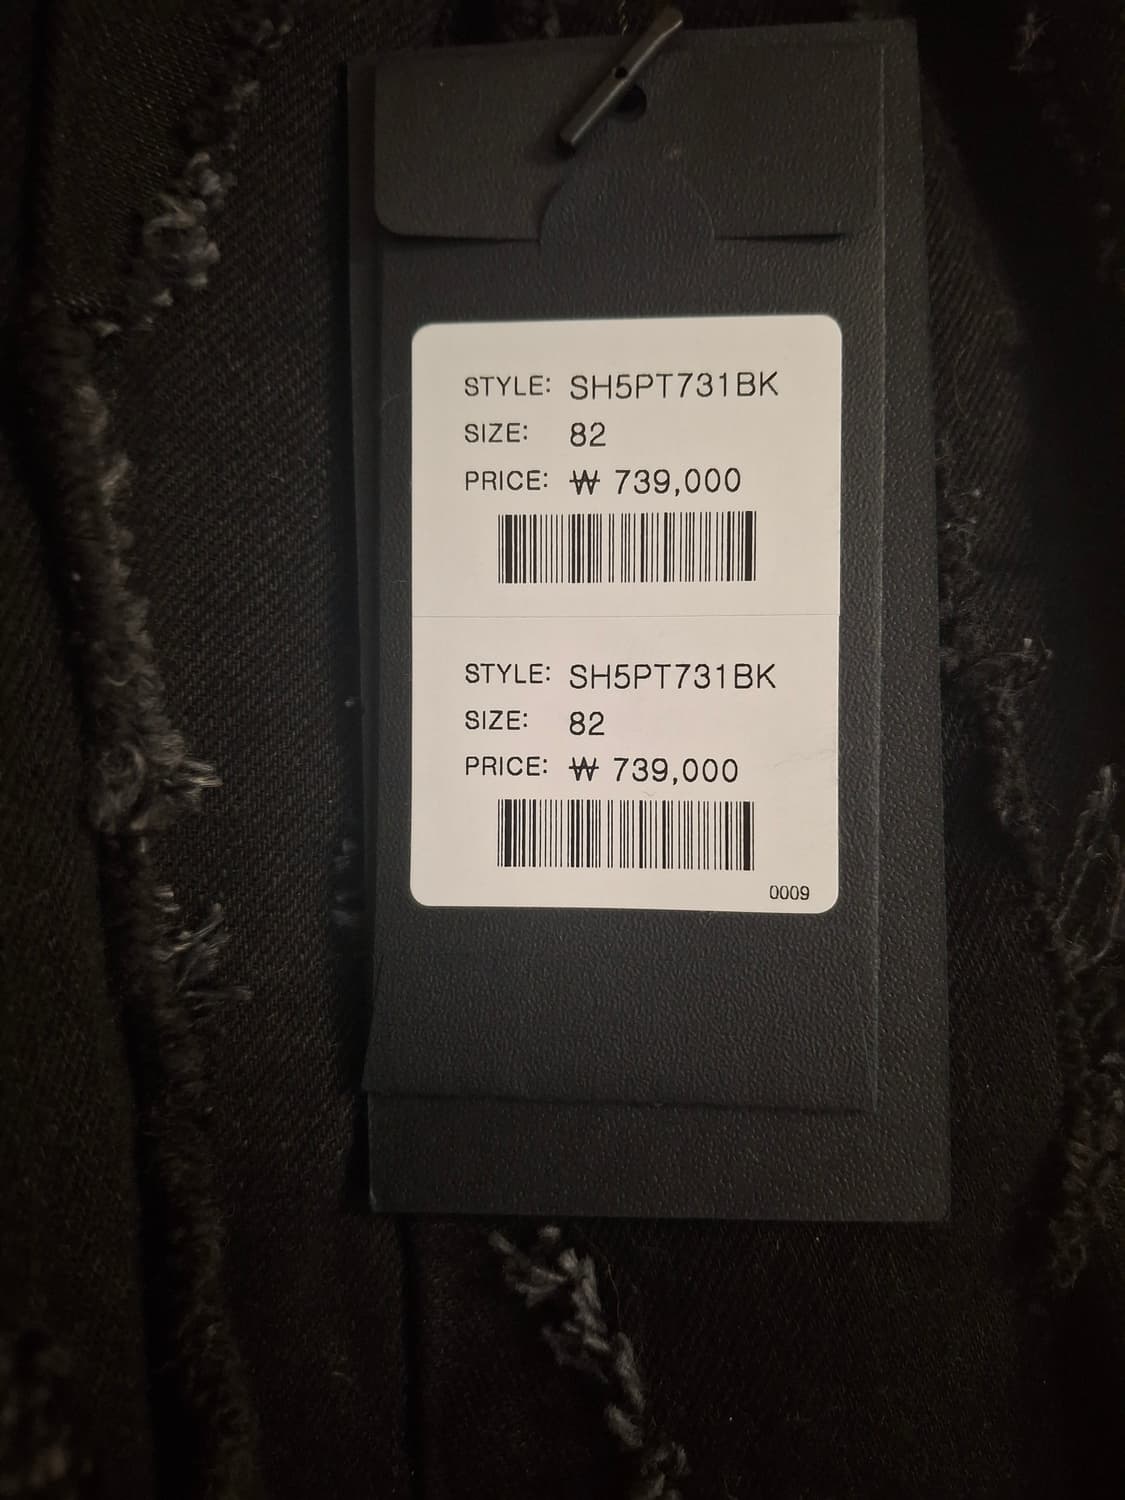 STYLE: SH5PT731BK
SIZE: 82
PRICE: ₩ 739,000
STYLE: SH5PT731BK
SIZE: 82
PRICE: ₩ 739,000
0009